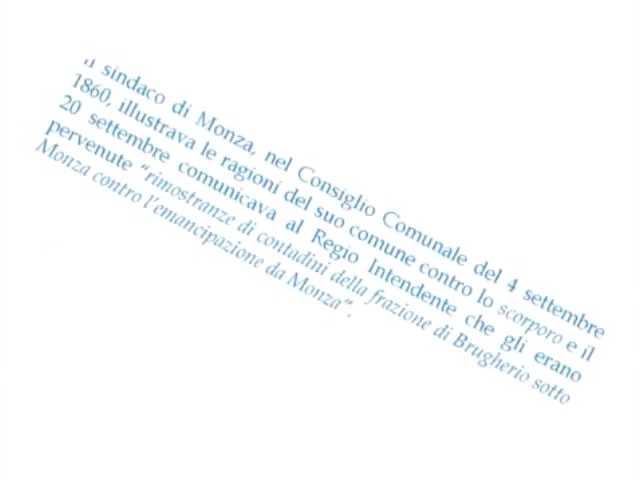 Il sindaco di Monza, nel Consiglio Comunale del 4 settembre
1860, illustrava le ragioni del suo comune contro lo scorporo e il
20 settembre comunicava al Regio Intendente che gli erano
pervenute "rimostranze di contadini della frazione di Brugherio sotto
Monza contro l'emancipazione da Monza".